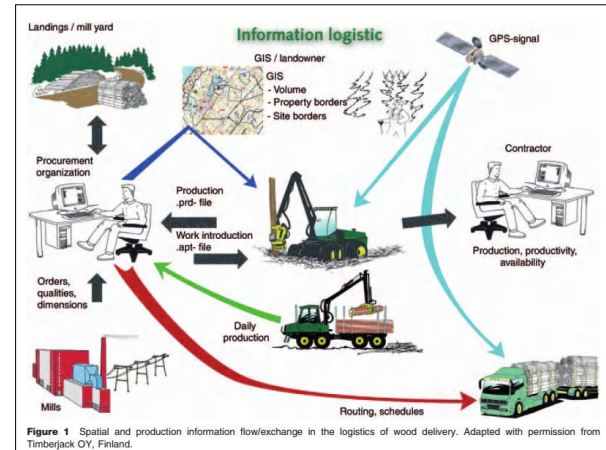 Information logistic
Landings / mill yard
GIS / landowner
GIS
- Volume
- Property borders
- Site borders
GPS-signal
Procurement
organization
Contractor
Production
.prd- file
Work introduction
.apt- file
Production, productivity,
availability
Orders,
qualities,
dimensions
Daily
production
Mills
Routing, schedules
Figure 1 Spatial and production information flow/exchange in the logistics of wood delivery. Adapted with permission from
Timberjack OY, Finland.